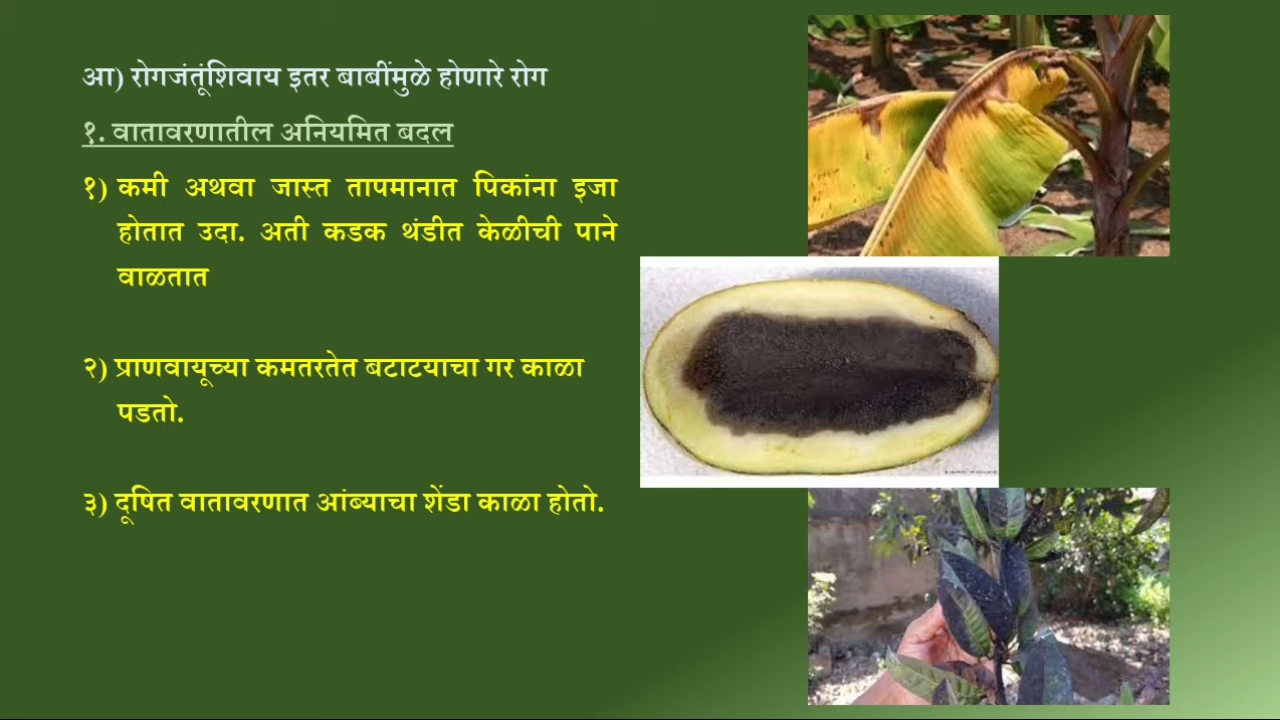 आ) रोगजंतूंशिवाय इतर बाबींमुळे होणारे रोग
१. वातावरणातील अनियमित बदल
१) कमी अथवा जास्त तापमानात पिकांना इजा
होतात उदा. अती कडक थंडीत केळीची पाने
वाळतात
२) प्राणवायूच्या कमतरतेत बटाटयाचा गर काळा
पडतो.
३) दूषित वातावरणात आंब्याचा शेंडा काळा होतो.